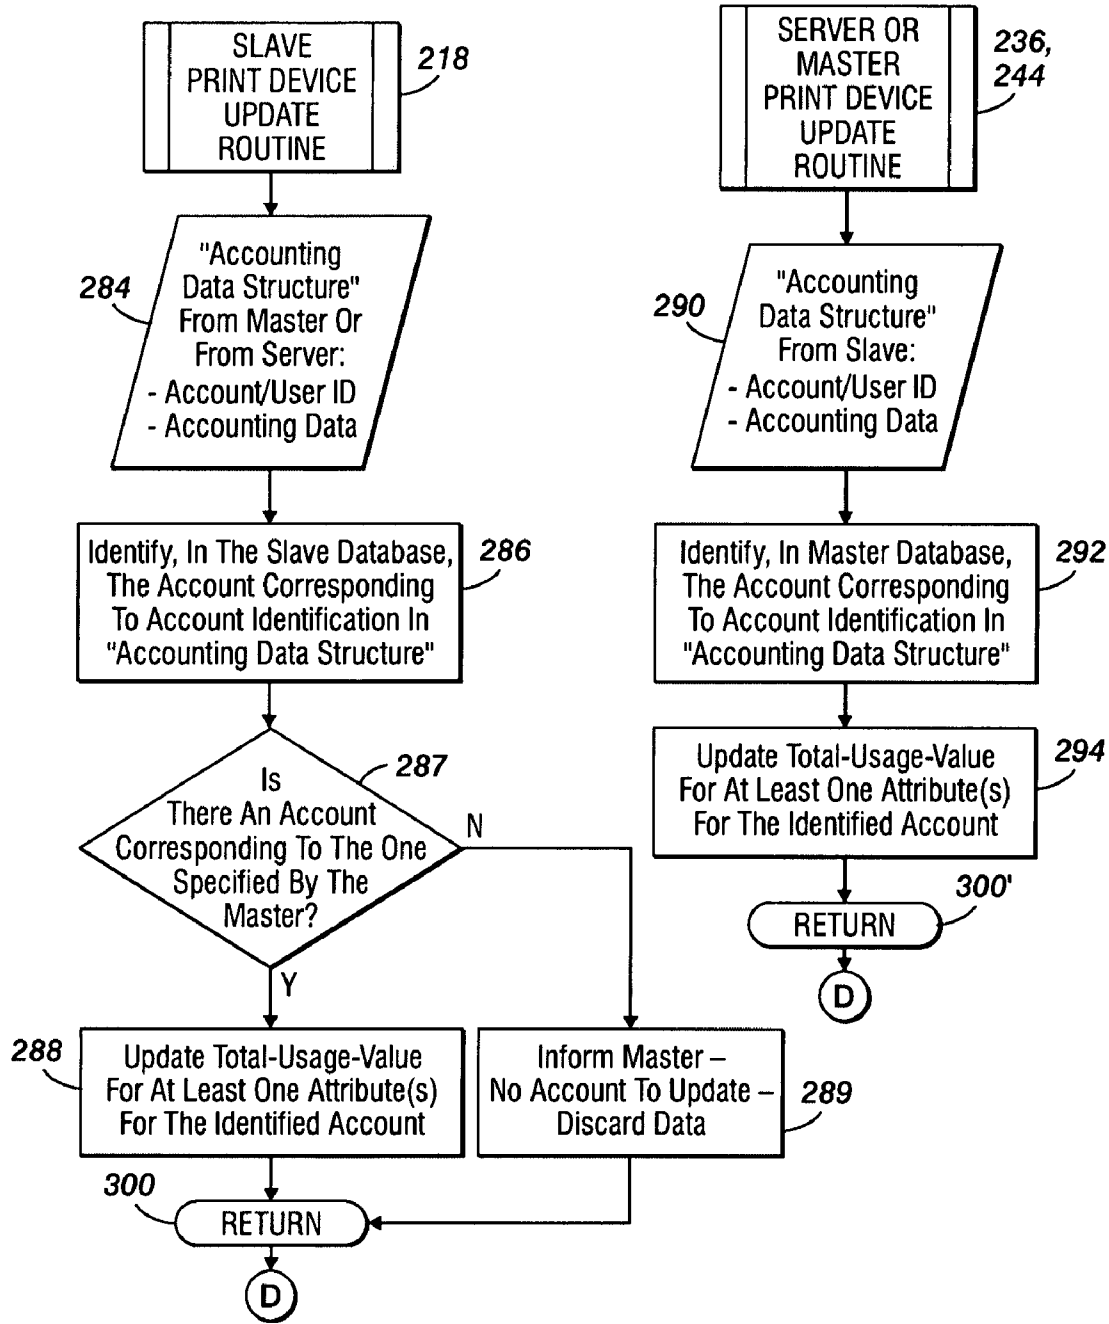 SLAVE
PRINT DEVICE
UPDATE
ROUTINE
218
"Accounting
Data Structure"
From Master Or
From Server:
- Account/User ID
- Accounting Data
284
Identify, In The Slave Database,
The Account Corresponding
To Account Identification In
"Accounting Data Structure"
286
Is
There An Account
Corresponding To The One
Specified By The
Master?
287
N
Y
288
Update Total-Usage-Value
For At Least One Attribute(s)
For The Identified Account
Inform Master –
No Account To Update –
Discard Data
289
300
RETURN
D
SERVER OR
MASTER
PRINT DEVICE
UPDATE
ROUTINE
236,
244
"Accounting
Data Structure"
From Slave:
- Account/User ID
- Accounting Data
290
Identify, In Master Database,
The Account Corresponding
To Account Identification In
"Accounting Data Structure"
292
Update Total-Usage-Value
For At Least One Attribute(s)
For The Identified Account
294
300'
RETURN
D